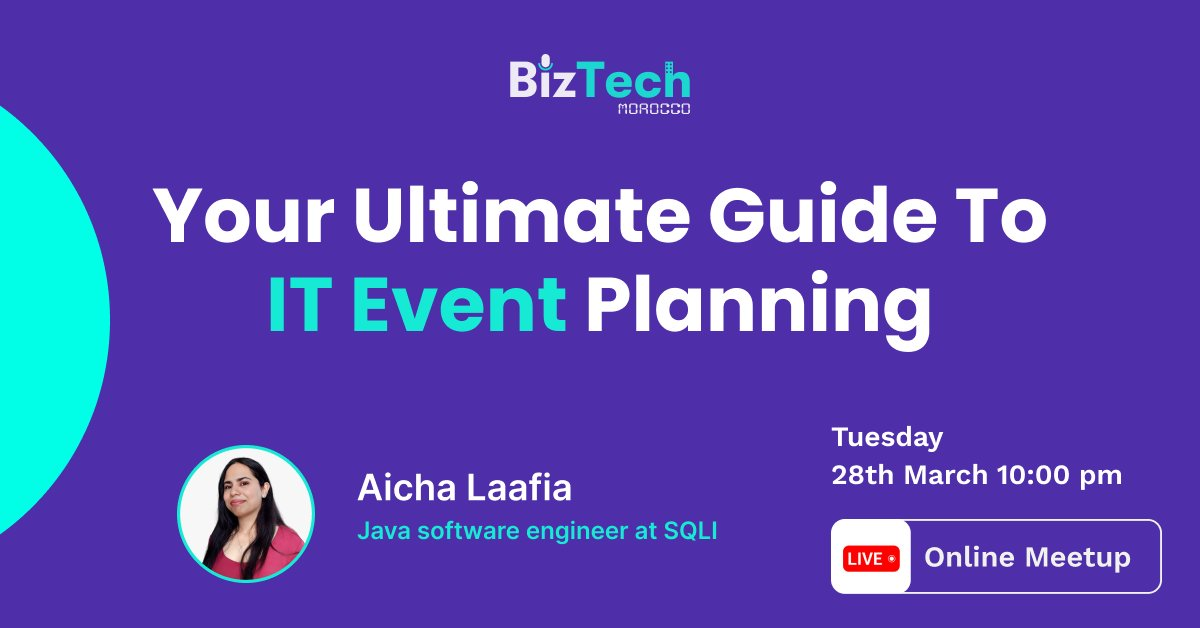 BizTech
MOROCCO
Your Ultimate Guide To
IT Event Planning
Aicha Laafia
Java software engineer at SQLI
Tuesday
28th March 10:00 pm
LIVE
Online Meetup